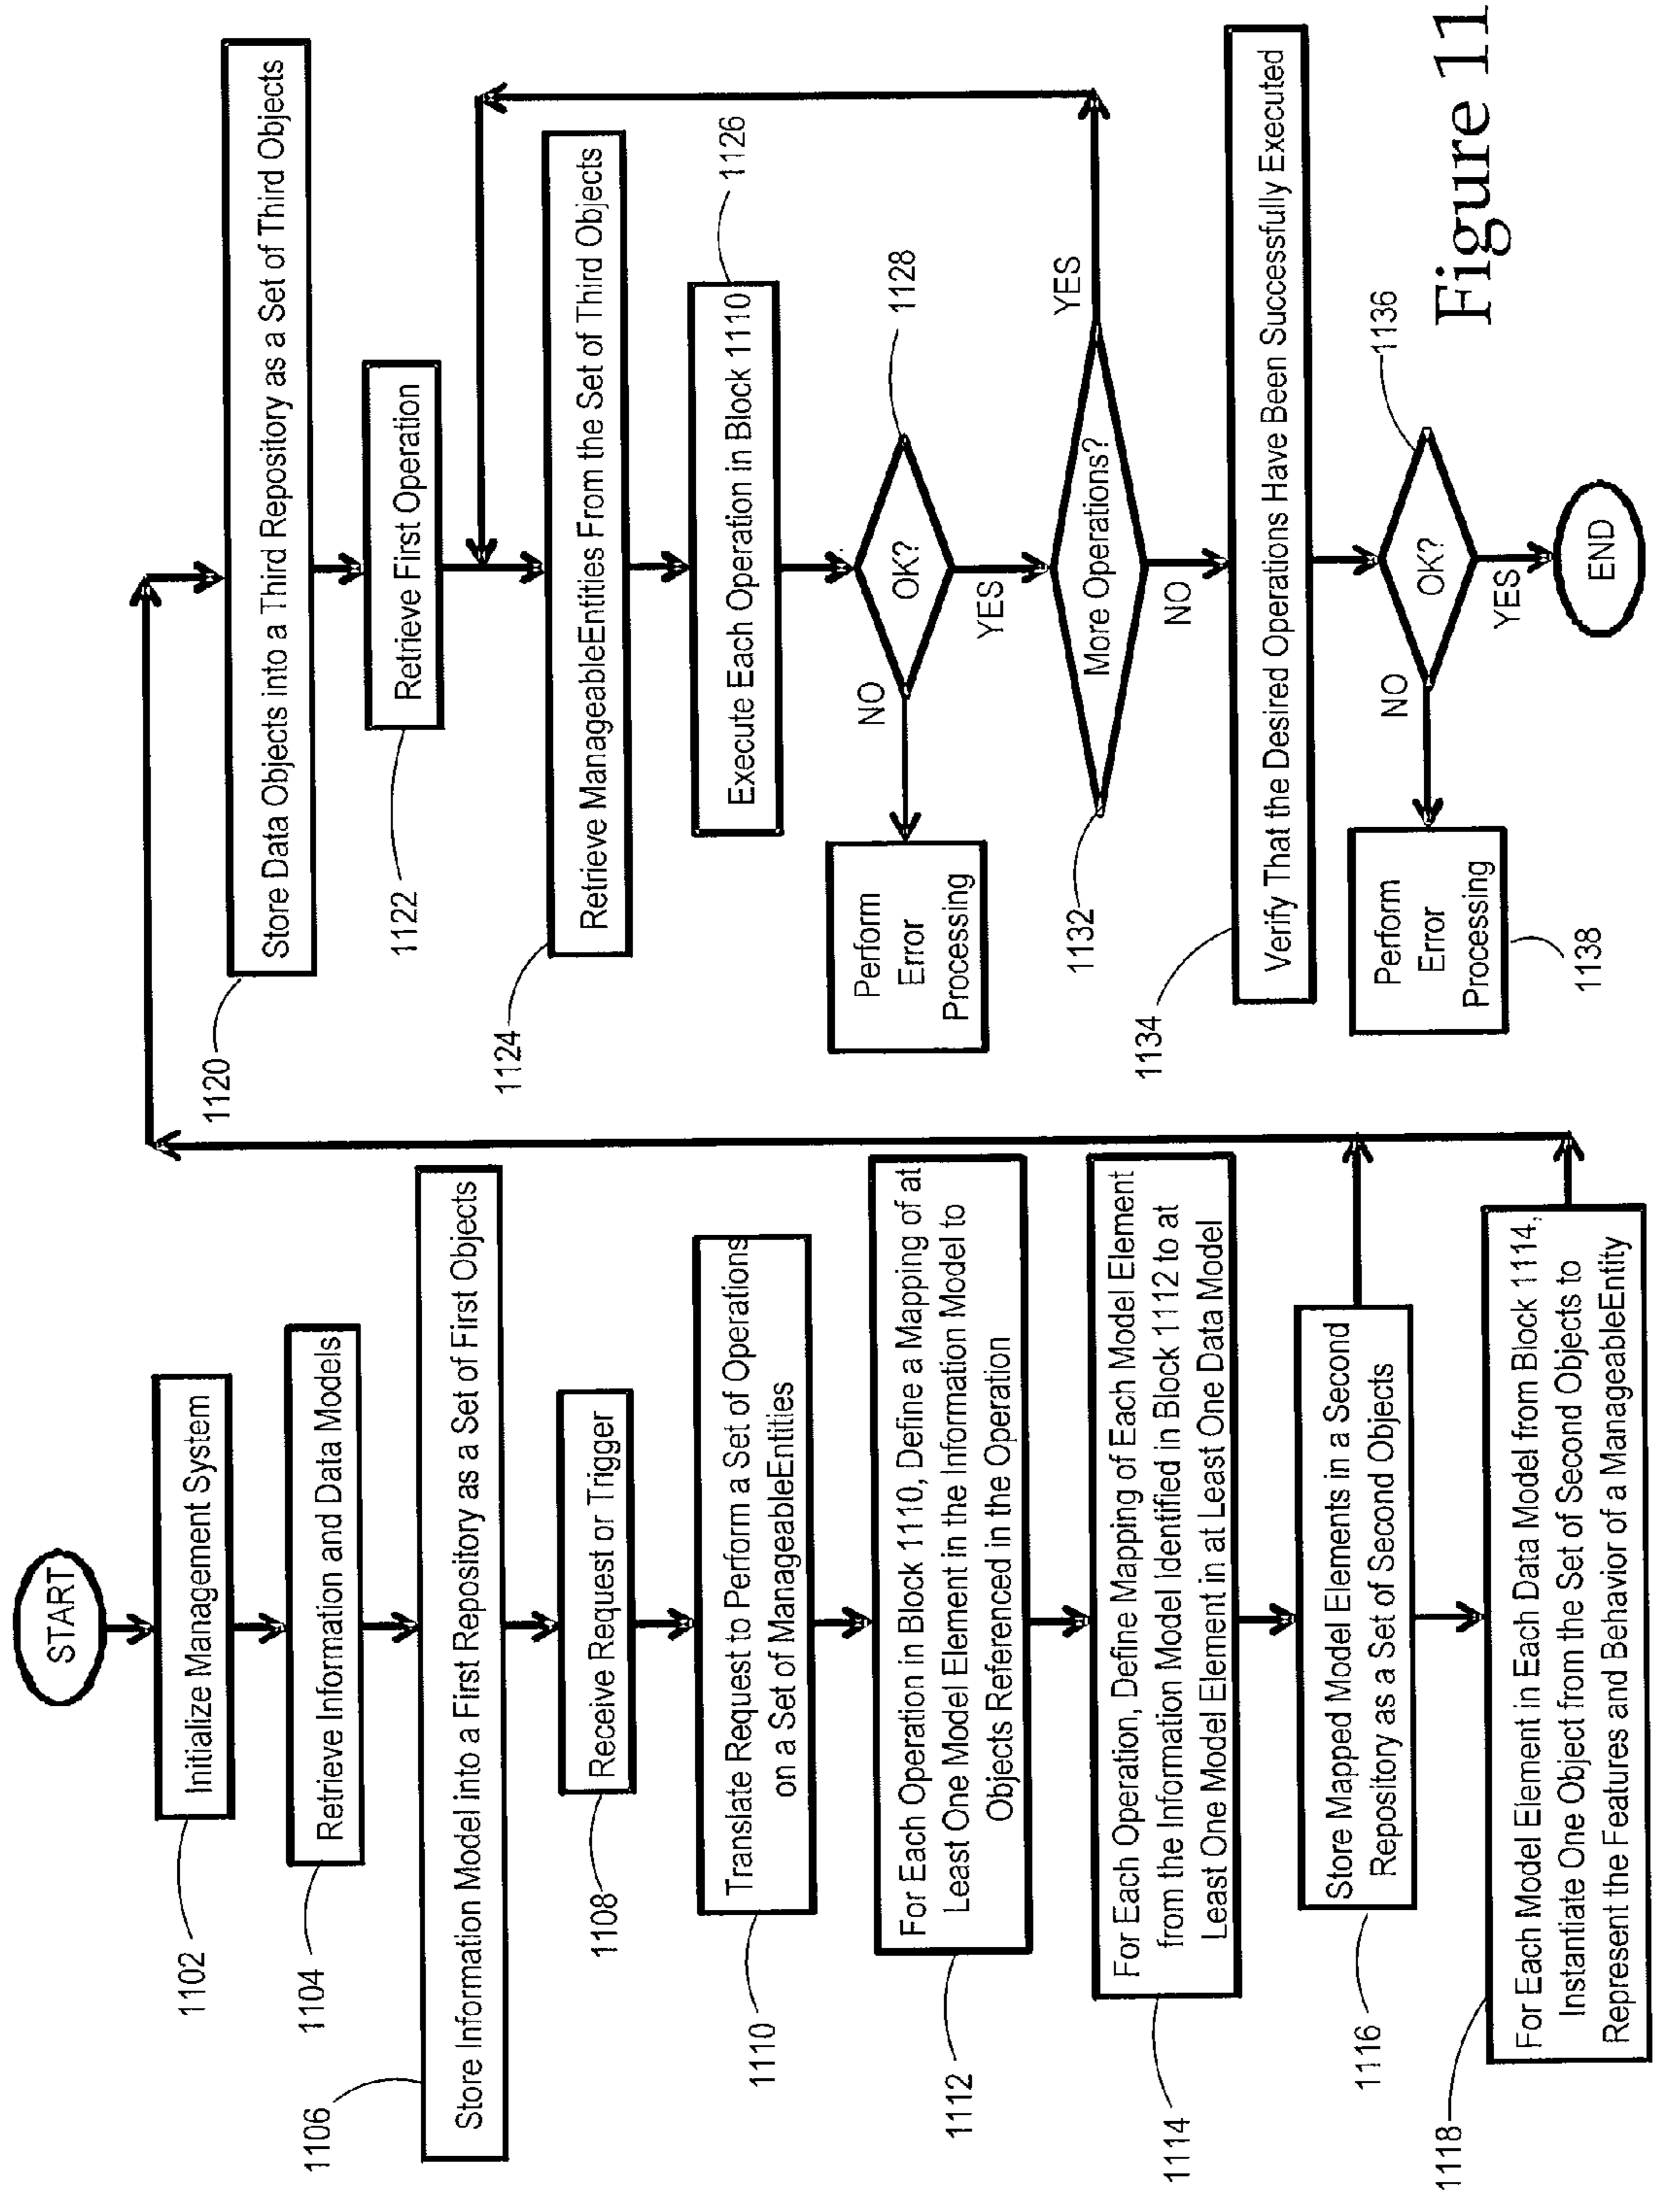 START
1102
Initialize Management System
1104
Retrieve Information and Data Models
1106
Store Information Model into a First Repository as a Set of First Objects
1108
Receive Request or Trigger
1110
Translate Request to Perform a Set of Operations
on a Set of ManageableEntities
1112
For Each Operation in Block 1110, Define a Mapping of at
Least One Model Element in the Information Model to
Objects Referenced in the Operation
1114
For Each Operation, Define Mapping of Each Model Element
from the Information Model Identified in Block 1112 to at
Least One Model Element in at Least One Data Model
1116
Store Mapped Model Elements in a Second
Repository as a Set of Second Objects
1118
For Each Model Element in Each Data Model from Block 1114,
Instantiate One Object from the Set of Second Objects to
Represent the Features and Behavior of a ManageableEntity
1120
Store Data Objects into a Third Repository as a Set of Third Objects
1122
Retrieve First Operation
1124
Retrieve ManageableEntities From the Set of Third Objects
1126
Execute Each Operation in Block 1110
1128
OK?
NO
YES
Perform
Error
Processing
1132
More Operations?
YES
NO
1134
Verify That the Desired Operations Have Been Successfully Executed
1136
OK?
NO
YES
Perform
Error
Processing
1138
END
Figure 11